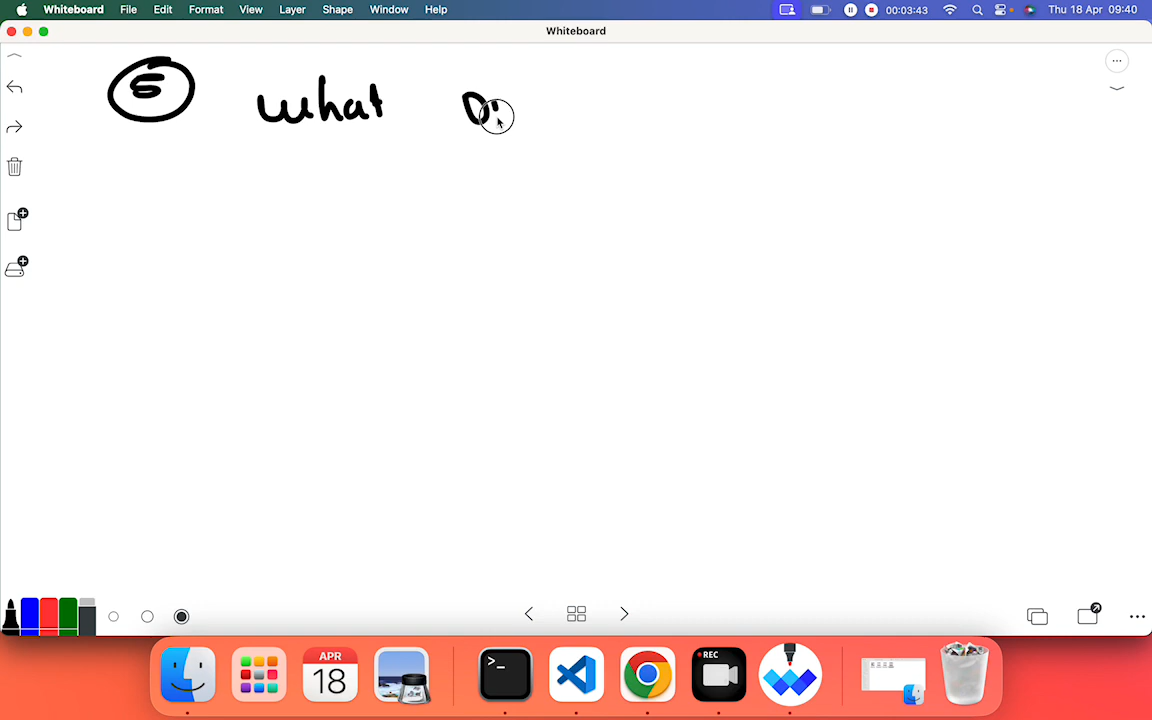 Whiteboard File Edit Format View Layer Shape Window Help 00:03:43 Thu 18 Apr 09:40
Whiteboard
5 what
APR
18
>_
REC